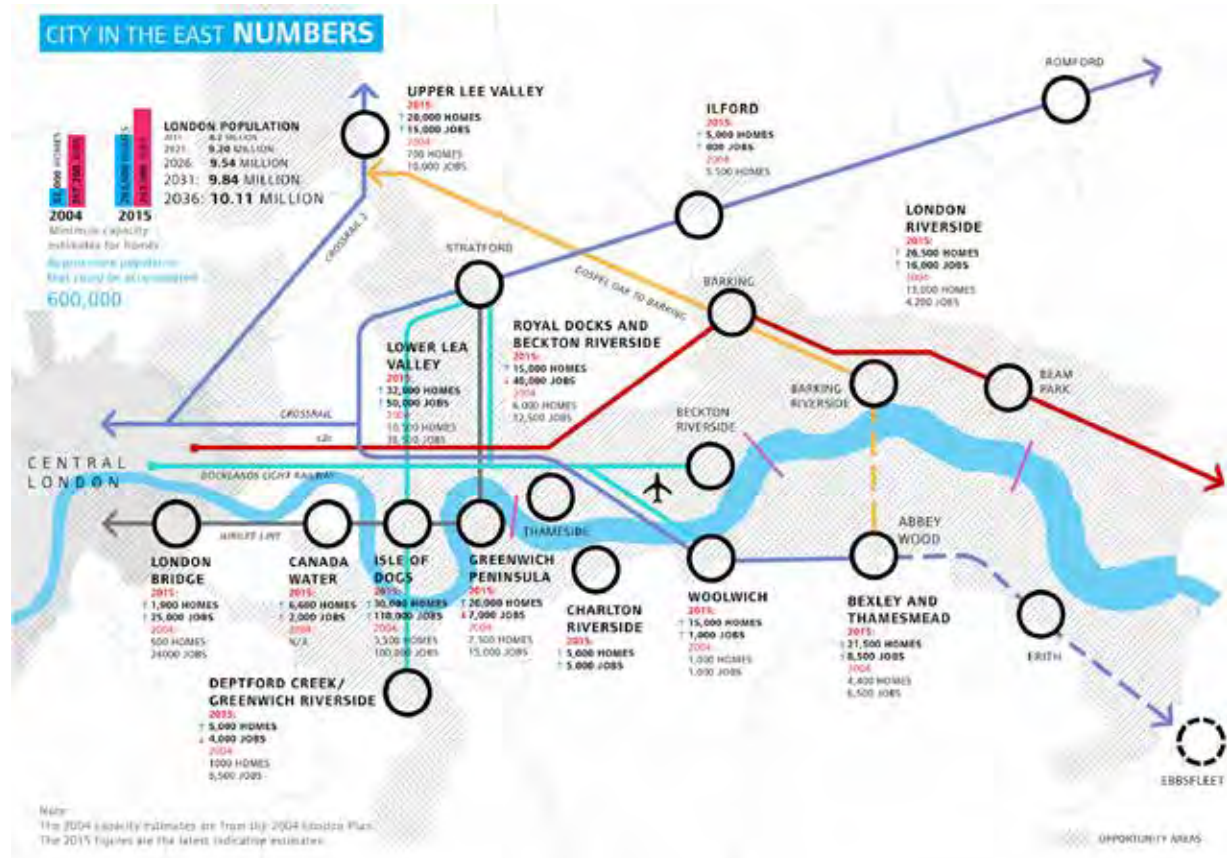 CITY IN THE EAST NUMBERS
LONDON POPULATION
9.20 MILLION
2026: 9.54 MILLION
2031: 9.84 MILLION
2036: 10.11 MILLION
2004 2015
Minimum capacity
estimates for homes
Approximate population
that could be accomodated
600,000
UPPER LEE VALLEY
2015:
↑ 20,000 HOMES
↑ 15,000 JOBS
2004
700 HOMES
10,000 JOBS
ILFORD
2015:
↑ 5,000 HOMES
↑ 800 JOBS
2004
5,500 HOMES
ROMFORD
LONDON
RIVERSIDE
2015:
↑ 26,500 HOMES
↑ 16,000 JOBS
2004
13,000 HOMES
4,200 JOBS
CROSSRAIL 2
STRATFORD
GOSPEL OAK TO BARKING
BARKING
LOWER LEA
VALLEY
2015:
↑ 32,000 HOMES
↑ 50,000 JOBS
2004
10,500 HOMES
JOBS
ROYAL DOCKS AND
BECKTON RIVERSIDE
2015:
↑ 15,000 HOMES
↓ 40,000 JOBS
2004
6,000 HOMES
12,500 JOBS
BARKING
RIVERSIDE
BEAM
PARK
BECKTON
RIVERSIDE
CROSSRAIL
c2c
CENTRAL
LONDON
DOCKLANDS LIGHT RAILWAY
JUBILEE LINE
THAMESIDE
ABBEY
WOOD
LONDON
BRIDGE
2015:
↑ 1,900 HOMES
↑ 25,000 JOBS
2004:
500 HOMES
24000 JOBS
CANADA
WATER
2015:
↑ 6,600 HOMES
↑ 2,000 JOBS
2004:
N/A
ISLE OF
DOGS
2015:
↑ 30,000 HOMES
↑ 110,000 JOBS
2004
3,500 HOMES
100,000 JOBS
GREENWICH
PENINSULA
2015:
↑ 20,000 HOMES
↓ 7,000 JOBS
2004
7,500 HOMES
15,000 JOBS
CHARLTON
RIVERSIDE
2015:
↑ 5,000 HOMES
↑ 5,000 JOBS
WOOLWICH
2015:
↑ 15,000 HOMES
↑ 1,000 JOBS
2004:
1,000 HOMES
1,000 JOBS
BEXLEY AND
THAMESMEAD
2015:
↑ 21,500 HOMES
↑ 8,500 JOBS
2004
4,400 HOMES
6,500 JOBS
ERITH
DEPTFORD CREEK/
GREENWICH RIVERSIDE
2015:
↑ 5,000 HOMES
↓ 4,000 JOBS
2004
1000 HOMES
JOBS
EBBSFLEET
Note:
The 2004 capacity estimates are from the 2004 London Plan.
The 2015 figures are the latest indicative estimates.
OPPORTUNITY AREAS